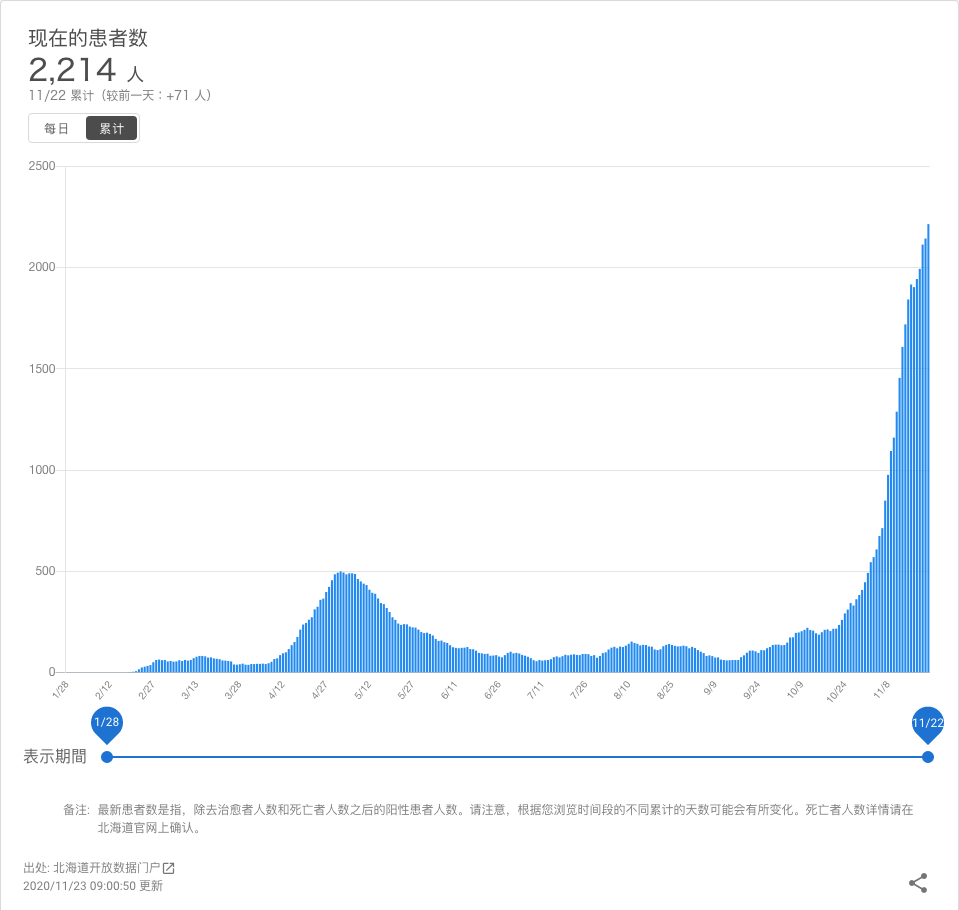 现在的患者数
2,214 人
11/22 累计（较前一天：+71 人）
每日 累计
2500
2000
1500
1000
500
0
1/28 2/12 2/27 3/13 3/28 4/12 4/27 5/12 5/27 6/11 6/26 7/11 7/26 8/10 8/25 9/9 9/24 10/9 10/24 11/8
1/28 11/22
表示期間
备注: 最新患者数是指，除去治愈者人数和死亡者人数之后的阳性患者人数。请注意，根据您浏览时间段的不同累计的天数可能会有所变化。死亡者人数详情请在
北海道官网上确认。
出处: 北海道开放数据门户
2020/11/23 09:00:50 更新